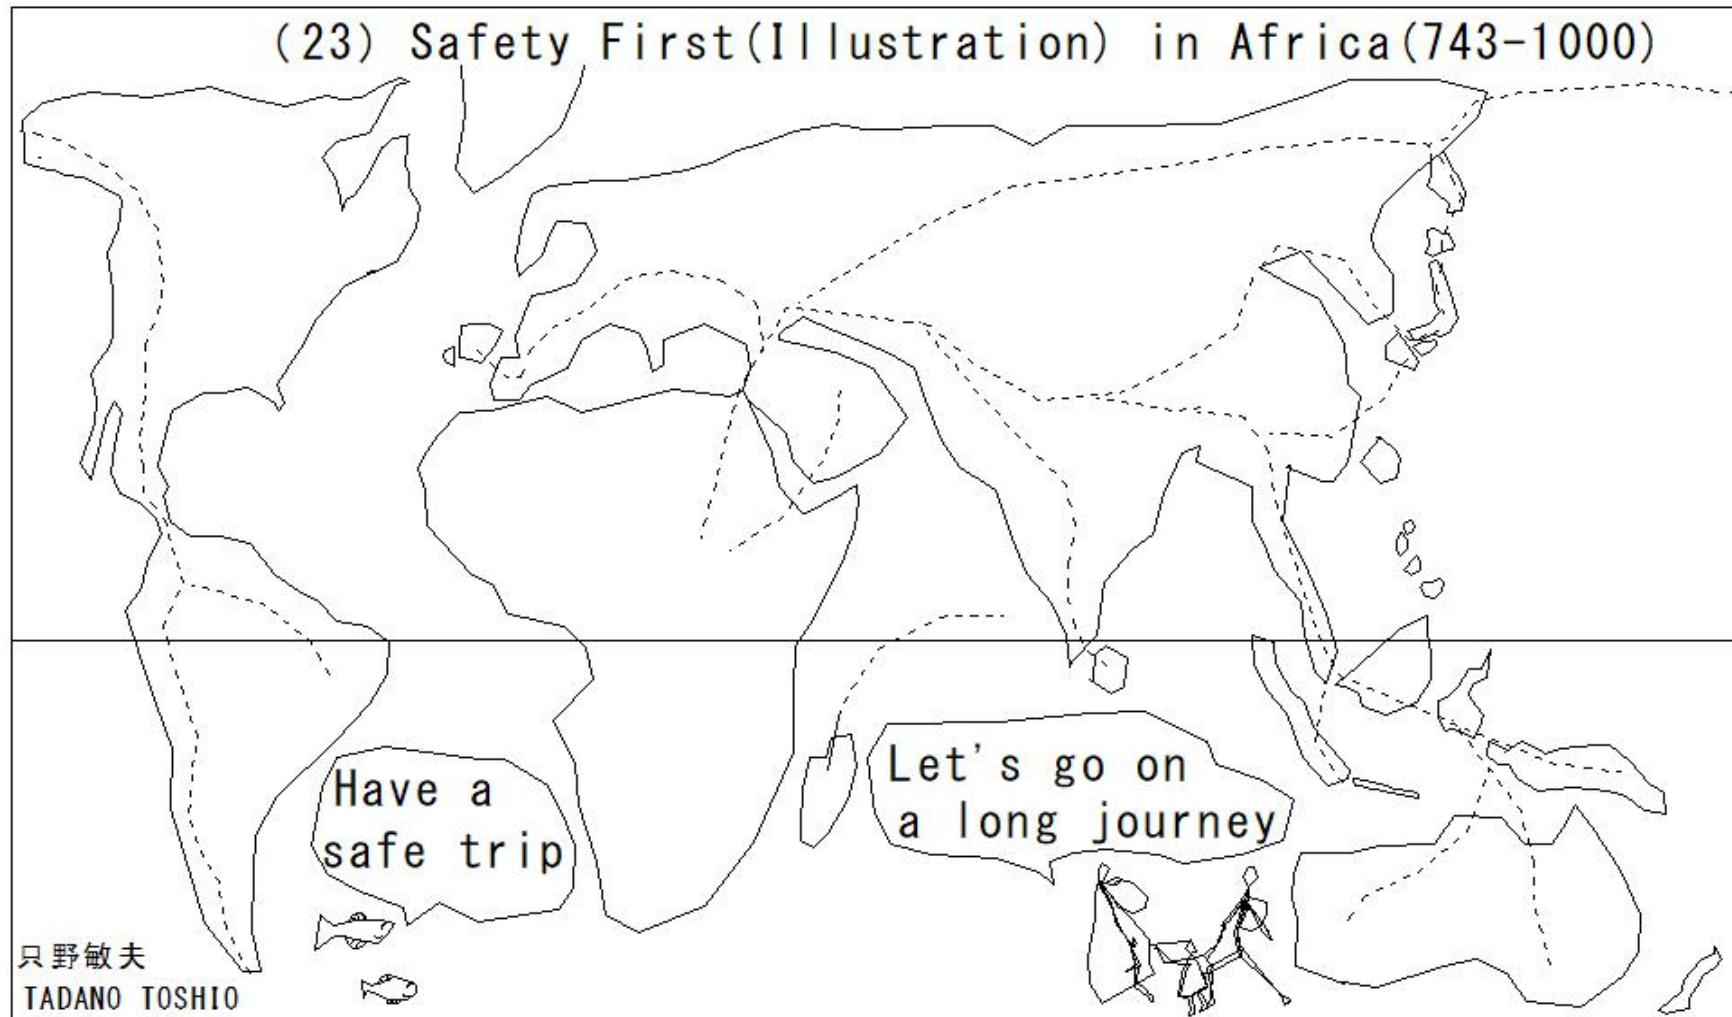 (23) Safety First(Illustration) in Africa(743-1000)
Have a
safe trip
Let's go on
a long journey
只野敏夫
TADANO TOSHIO